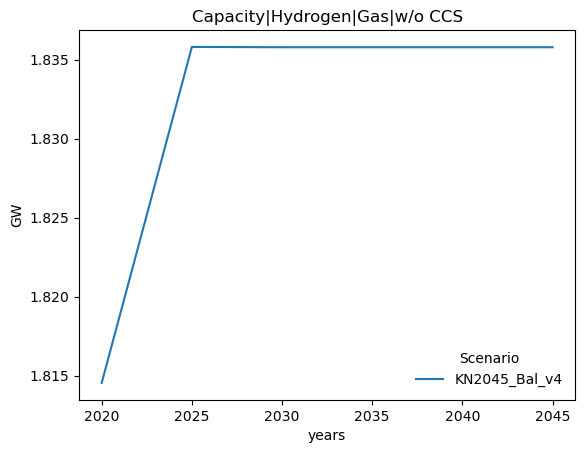 Capacity|Hydrogen|Gas|w/o CCS
GW
1.835
1.830
1.825
1.820
1.815
Scenario
KN2045_Bal_v4
2020 2025 2030 2035 2040 2045
years